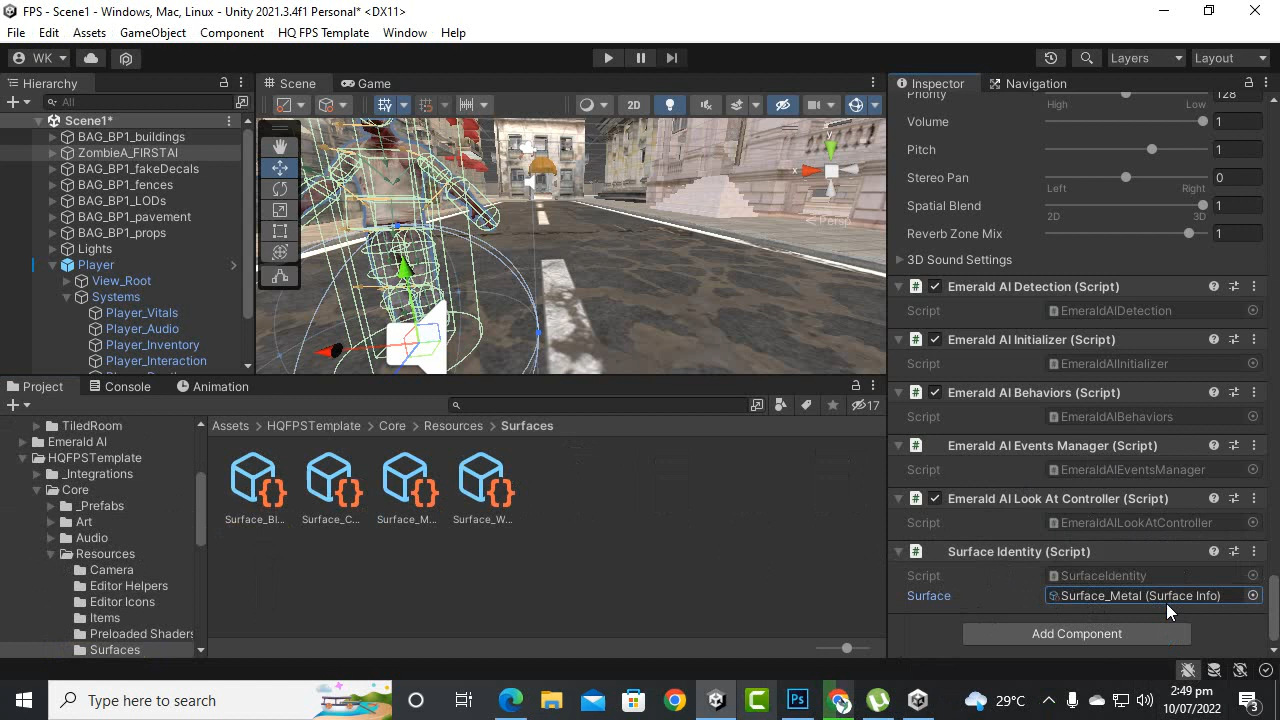 FPS - Scene1 - Windows, Mac, Linux - Unity 2021.3.4f1 Personal* <DX11>
File Edit Assets GameObject Component HQ FPS Template Window Help
WK Layers Layout
Hierarchy
All
Scene1*
BAG_BP1_buildings
ZombieA_FIRSTAI
BAG_BP1_fakeDecals
BAG_BP1_fences
BAG_BP1_LODs
BAG_BP1_pavement
BAG_BP1_props
Lights
Player
View_Root
Systems
Player_Vitals
Player_Audio
Player_Inventory
Player_Interaction
Scene Game
2D
y
x
Persp
Inspector Navigation
Priority 128
High Low
Volume 1
Pitch 1
Stereo Pan 0
Left Right
Spatial Blend 1
2D 3D
Reverb Zone Mix 1
3D Sound Settings
Emerald AI Detection (Script)
Script EmeraldAIDetection
Emerald AI Initializer (Script)
Script EmeraldAIInitializer
Emerald AI Behaviors (Script)
Script EmeraldAIBehaviors
Emerald AI Events Manager (Script)
Script EmeraldAIEventsManager
Emerald AI Look At Controller (Script)
Script EmeraldAILookAtController
Surface Identity (Script)
Script SurfaceIdentity
Surface Surface_Metal (Surface Info)
Add Component
Project Console Animation
17
TiledRoom
Emerald AI
HQFPSTemplate
_Integrations
Core
_Prefabs
Art
Audio
Resources
Camera
Editor Helpers
Editor Icons
Items
Preloaded Shaders
Surfaces
Assets > HQFPSTemplate > Core > Resources > Surfaces
Surface_Bl... Surface_C... Surface_M... Surface_W...
Type here to search
29°C
2:49 pm
10/07/2022
3